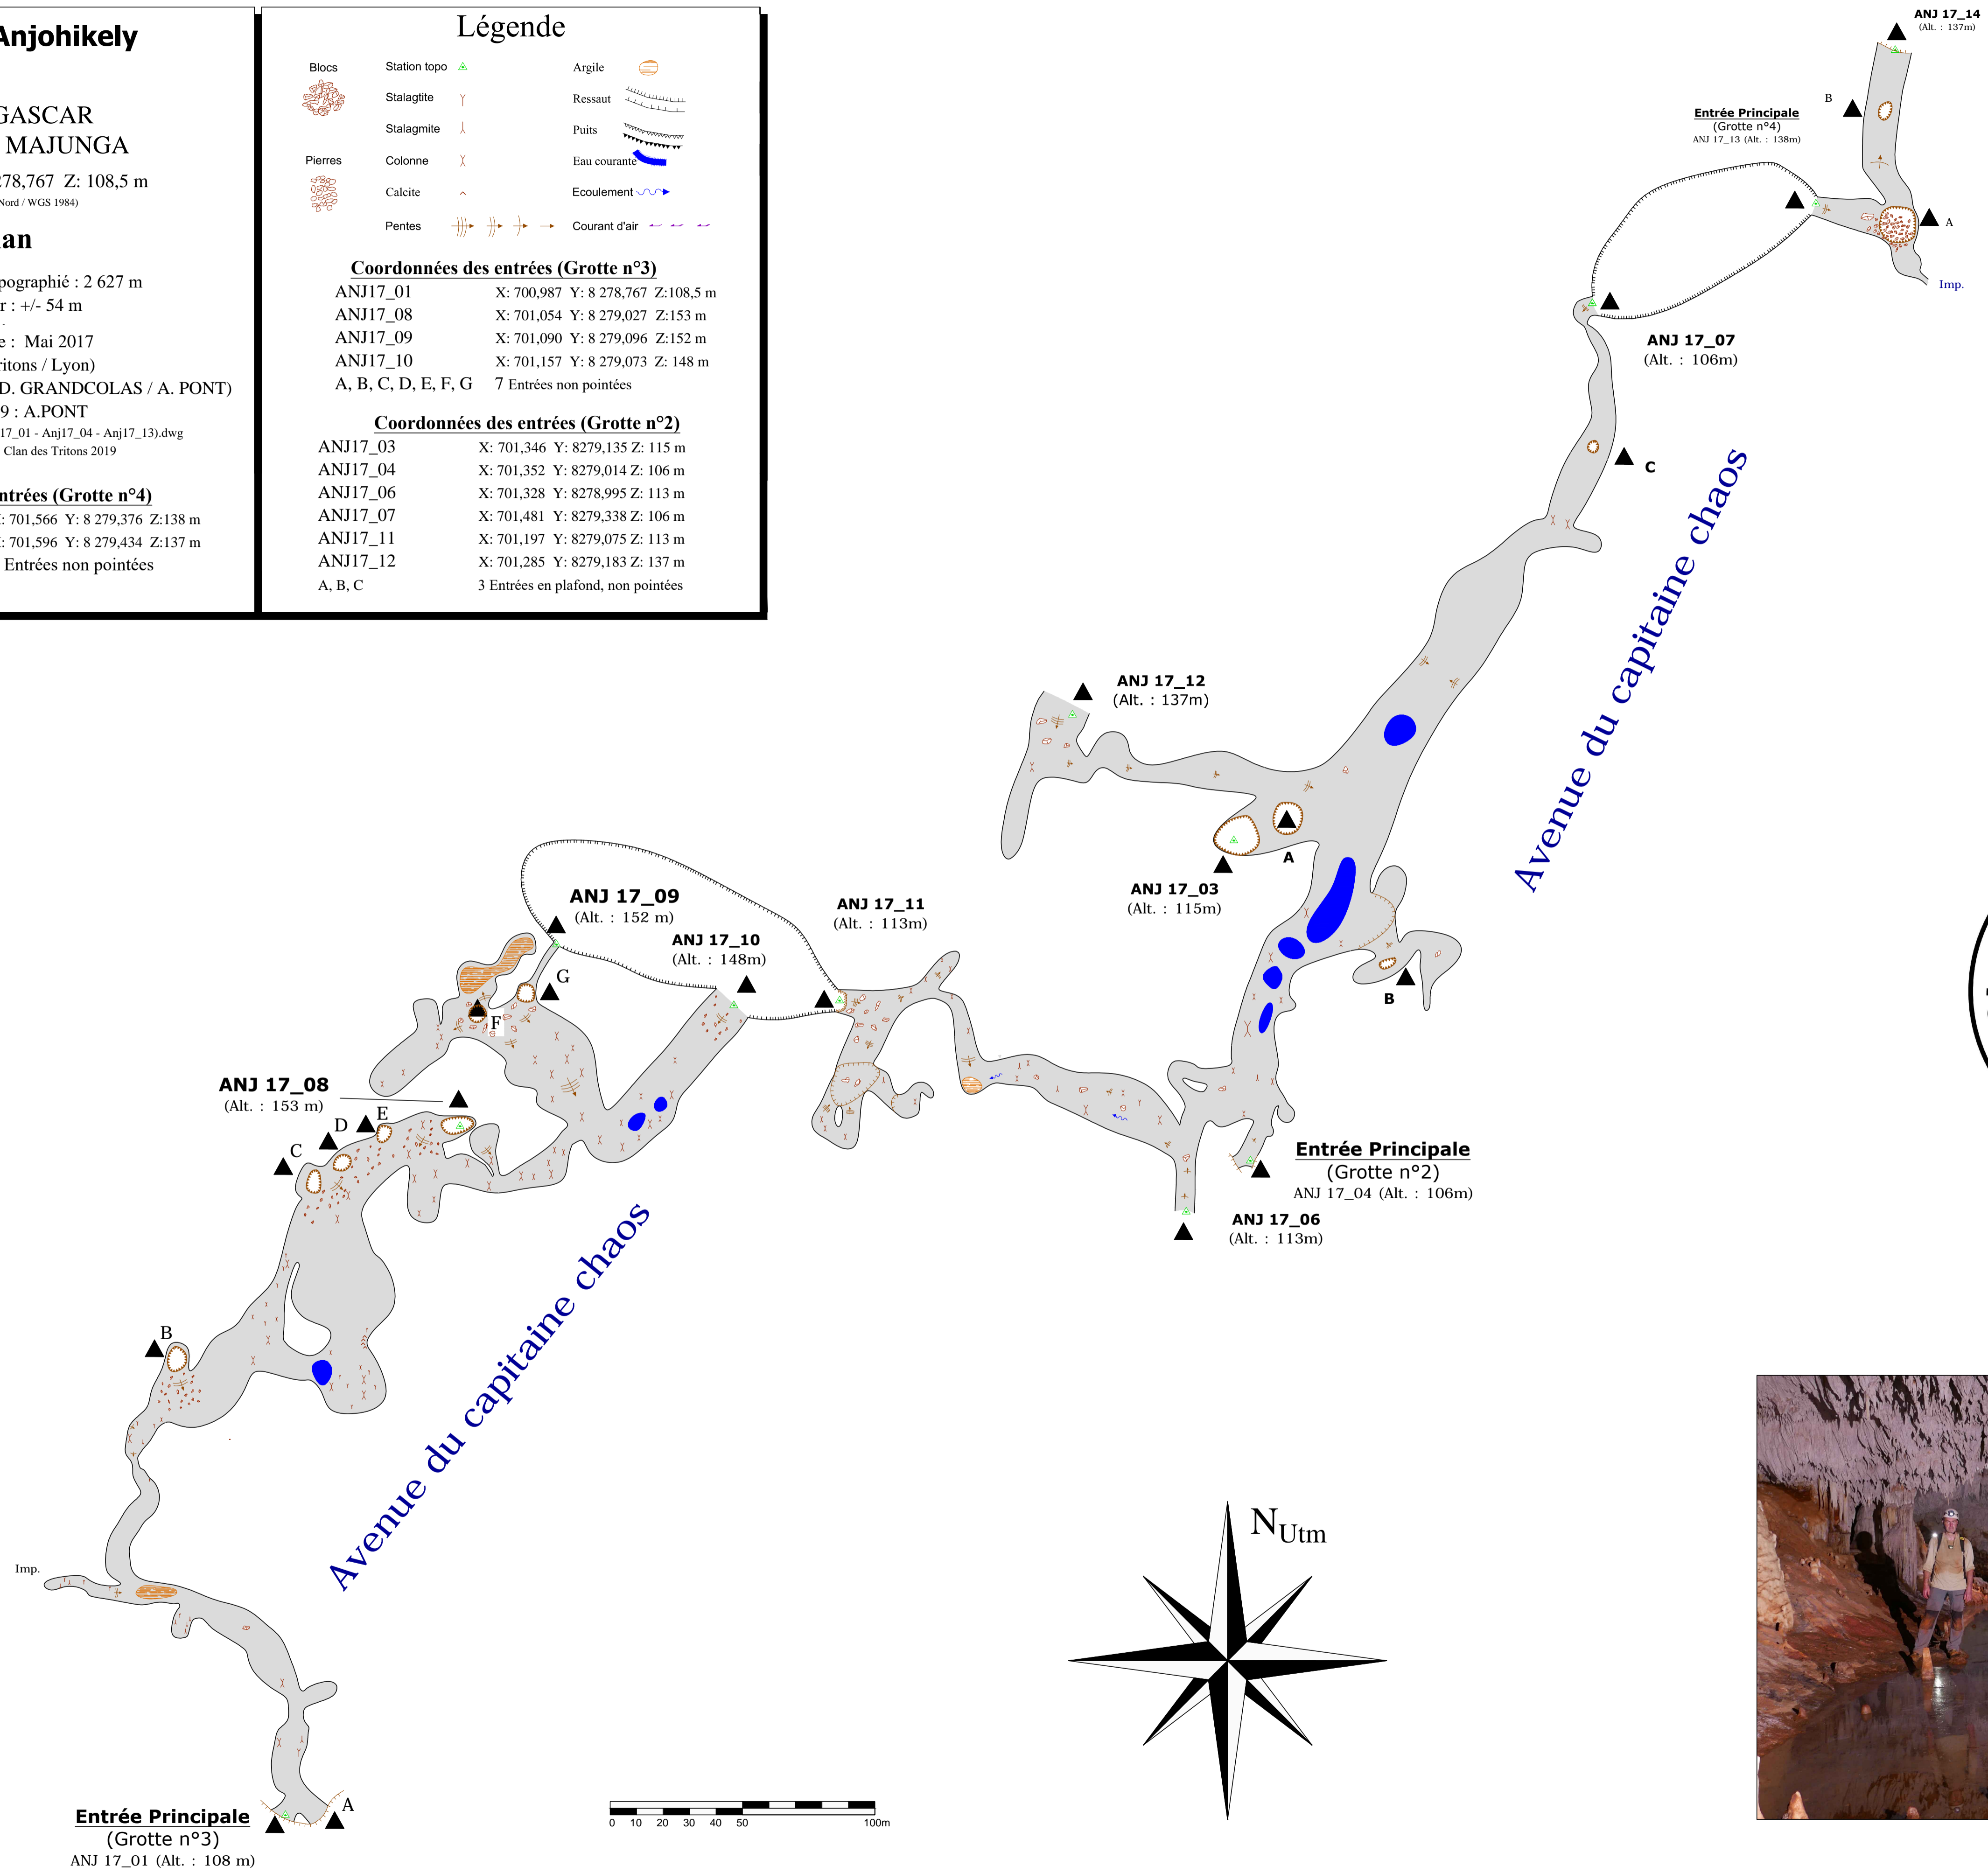 Anjohikely
GASCAR
MAJUNGA
278,767 Z: 108,5 m
Nord / WGS 1984)
lan
pographié : 2 627 m
r : +/- 54 m
e : Mai 2017
ritons / Lyon)
D. GRANDCOLAS / A. PONT)
9 : A.PONT
17_01 - Anj17_04 - Anj17_13).dwg
Clan des Tritons 2019
ntrées (Grotte n°4)
: 701,566 Y: 8 279,376 Z:138 m
: 701,596 Y: 8 279,434 Z:137 m
Entrées non pointées
Légende
Blocs
Pierres
Station topo
Stalagtite
Stalagmite
Colonne
Calcite
Pentes
Argile
Ressaut
Puits
Eau courante
Ecoulement
Courant d'air
Coordonnées des entrées (Grotte n°3)
ANJ17_01 X: 700,987 Y: 8 278,767 Z:108,5 m
ANJ17_08 X: 701,054 Y: 8 279,027 Z:153 m
ANJ17_09 X: 701,090 Y: 8 279,096 Z:152 m
ANJ17_10 X: 701,157 Y: 8 279,073 Z: 148 m
A, B, C, D, E, F, G 7 Entrées non pointées
Coordonnées des entrées (Grotte n°2)
ANJ17_03 X: 701,346 Y: 8279,135 Z: 115 m
ANJ17_04 X: 701,352 Y: 8279,014 Z: 106 m
ANJ17_06 X: 701,328 Y: 8278,995 Z: 113 m
ANJ17_07 X: 701,481 Y: 8279,338 Z: 106 m
ANJ17_11 X: 701,197 Y: 8279,075 Z: 113 m
ANJ17_12 X: 701,285 Y: 8279,183 Z: 137 m
A, B, C 3 Entrées en plafond, non pointées
ANJ 17_14
(Alt. : 137m)
B
Entrée Principale
(Grotte n°4)
ANJ 17_13 (Alt. : 138m)
A
Imp.
ANJ 17_07
(Alt. : 106m)
C
Avenue du capitaine chaos
ANJ 17_12
(Alt. : 137m)
A
ANJ 17_03
(Alt. : 115m)
B
ANJ 17_09
(Alt. : 152 m)
ANJ 17_10
(Alt. : 148m)
ANJ 17_11
(Alt. : 113m)
G
F
ANJ 17_08
(Alt. : 153 m)
E
D
C
Entrée Principale
(Grotte n°2)
ANJ 17_04 (Alt. : 106m)
ANJ 17_06
(Alt. : 113m)
B
Avenue du capitaine chaos
N Utm
Imp.
A
Entrée Principale
(Grotte n°3)
ANJ 17_01 (Alt. : 108 m)
0 10 20 30 40 50 100m